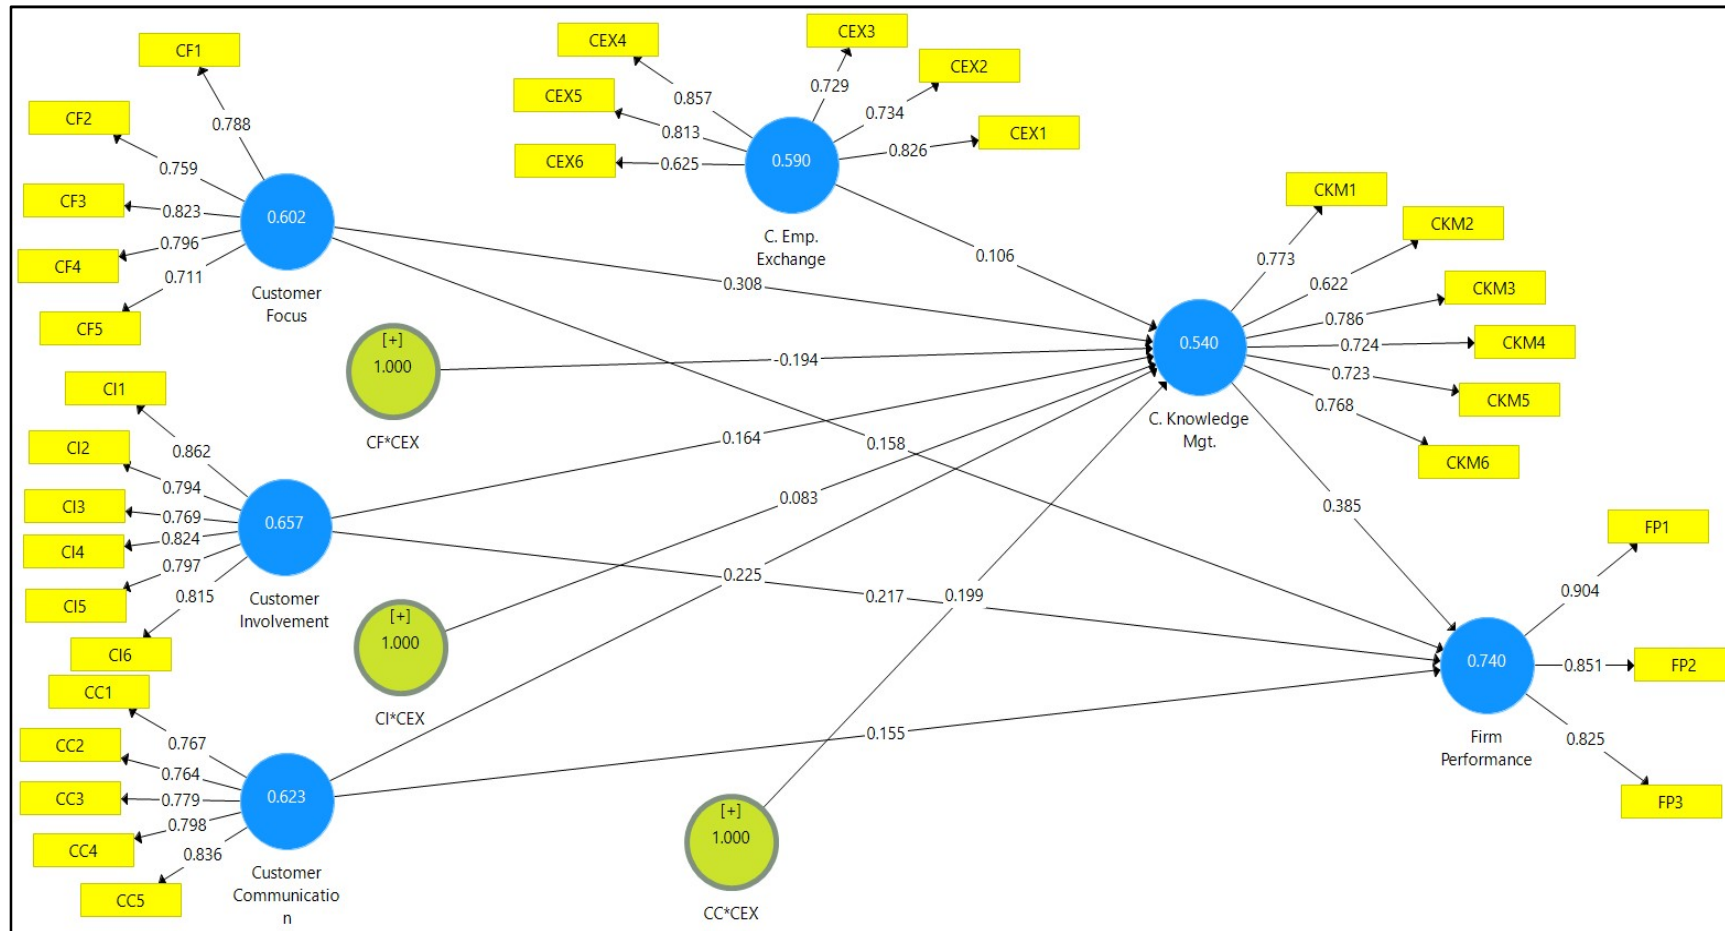 CF1
CF2
CF3
CF4
CF5
0.788
0.759
0.823
0.796
0.711
0.602
Customer
Focus
CEX4
CEX3
CEX2
CEX5
CEX1
CEX6
0.857
0.729
0.734
0.813
0.826
0.625
0.590
C. Emp.
Exchange
0.106
0.308
[+]
1.000
CF*CEX
-0.194
CKM1
CKM2
CKM3
CKM4
CKM5
CKM6
0.773
0.622
0.786
0.724
0.723
0.768
0.540
C. Knowledge
Mgt.
CI1
CI2
CI3
CI4
CI5
CI6
0.862
0.794
0.769
0.824
0.797
0.815
0.657
Customer
Involvement
0.164
0.158
0.083
0.385
[+]
1.000
CI*CEX
0.225
0.217
0.199
CC1
CC2
CC3
CC4
CC5
0.767
0.764
0.779
0.798
0.836
0.623
Customer
Communicatio
n
0.155
[+]
1.000
CC*CEX
FP1
FP2
FP3
0.904
0.851
0.825
0.740
Firm
Performance